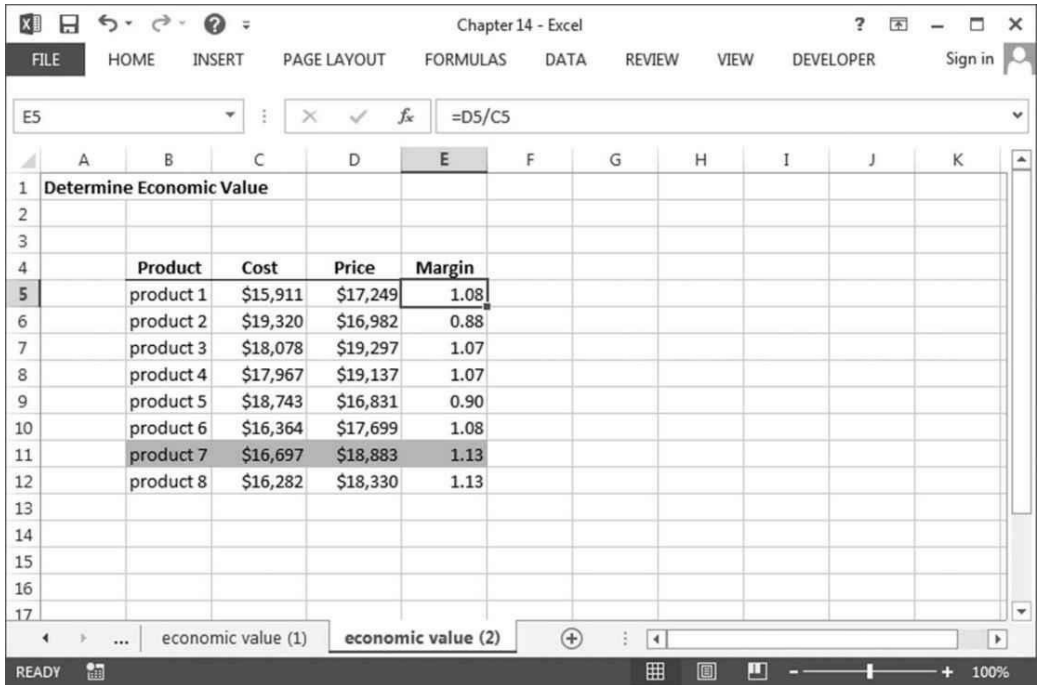 Chapter 14 - Excel
FILE HOME INSERT PAGE LAYOUT FORMULAS DATA REVIEW VIEW DEVELOPER Sign in
E5 fx =D5/C5
A B C D E F G H I J K
1 Determine Economic Value
2
3
4 Product Cost Price Margin
5 product 1 $15,911 $17,249 1.08
6 product 2 $19,320 $16,982 0.88
7 product 3 $18,078 $19,297 1.07
8 product 4 $17,967 $19,137 1.07
9 product 5 $18,743 $16,831 0.90
10 product 6 $16,364 $17,699 1.08
11 product 7 $16,697 $18,883 1.13
12 product 8 $16,282 $18,330 1.13
13
14
15
16
17
... economic value (1) economic value (2)
READY 100%